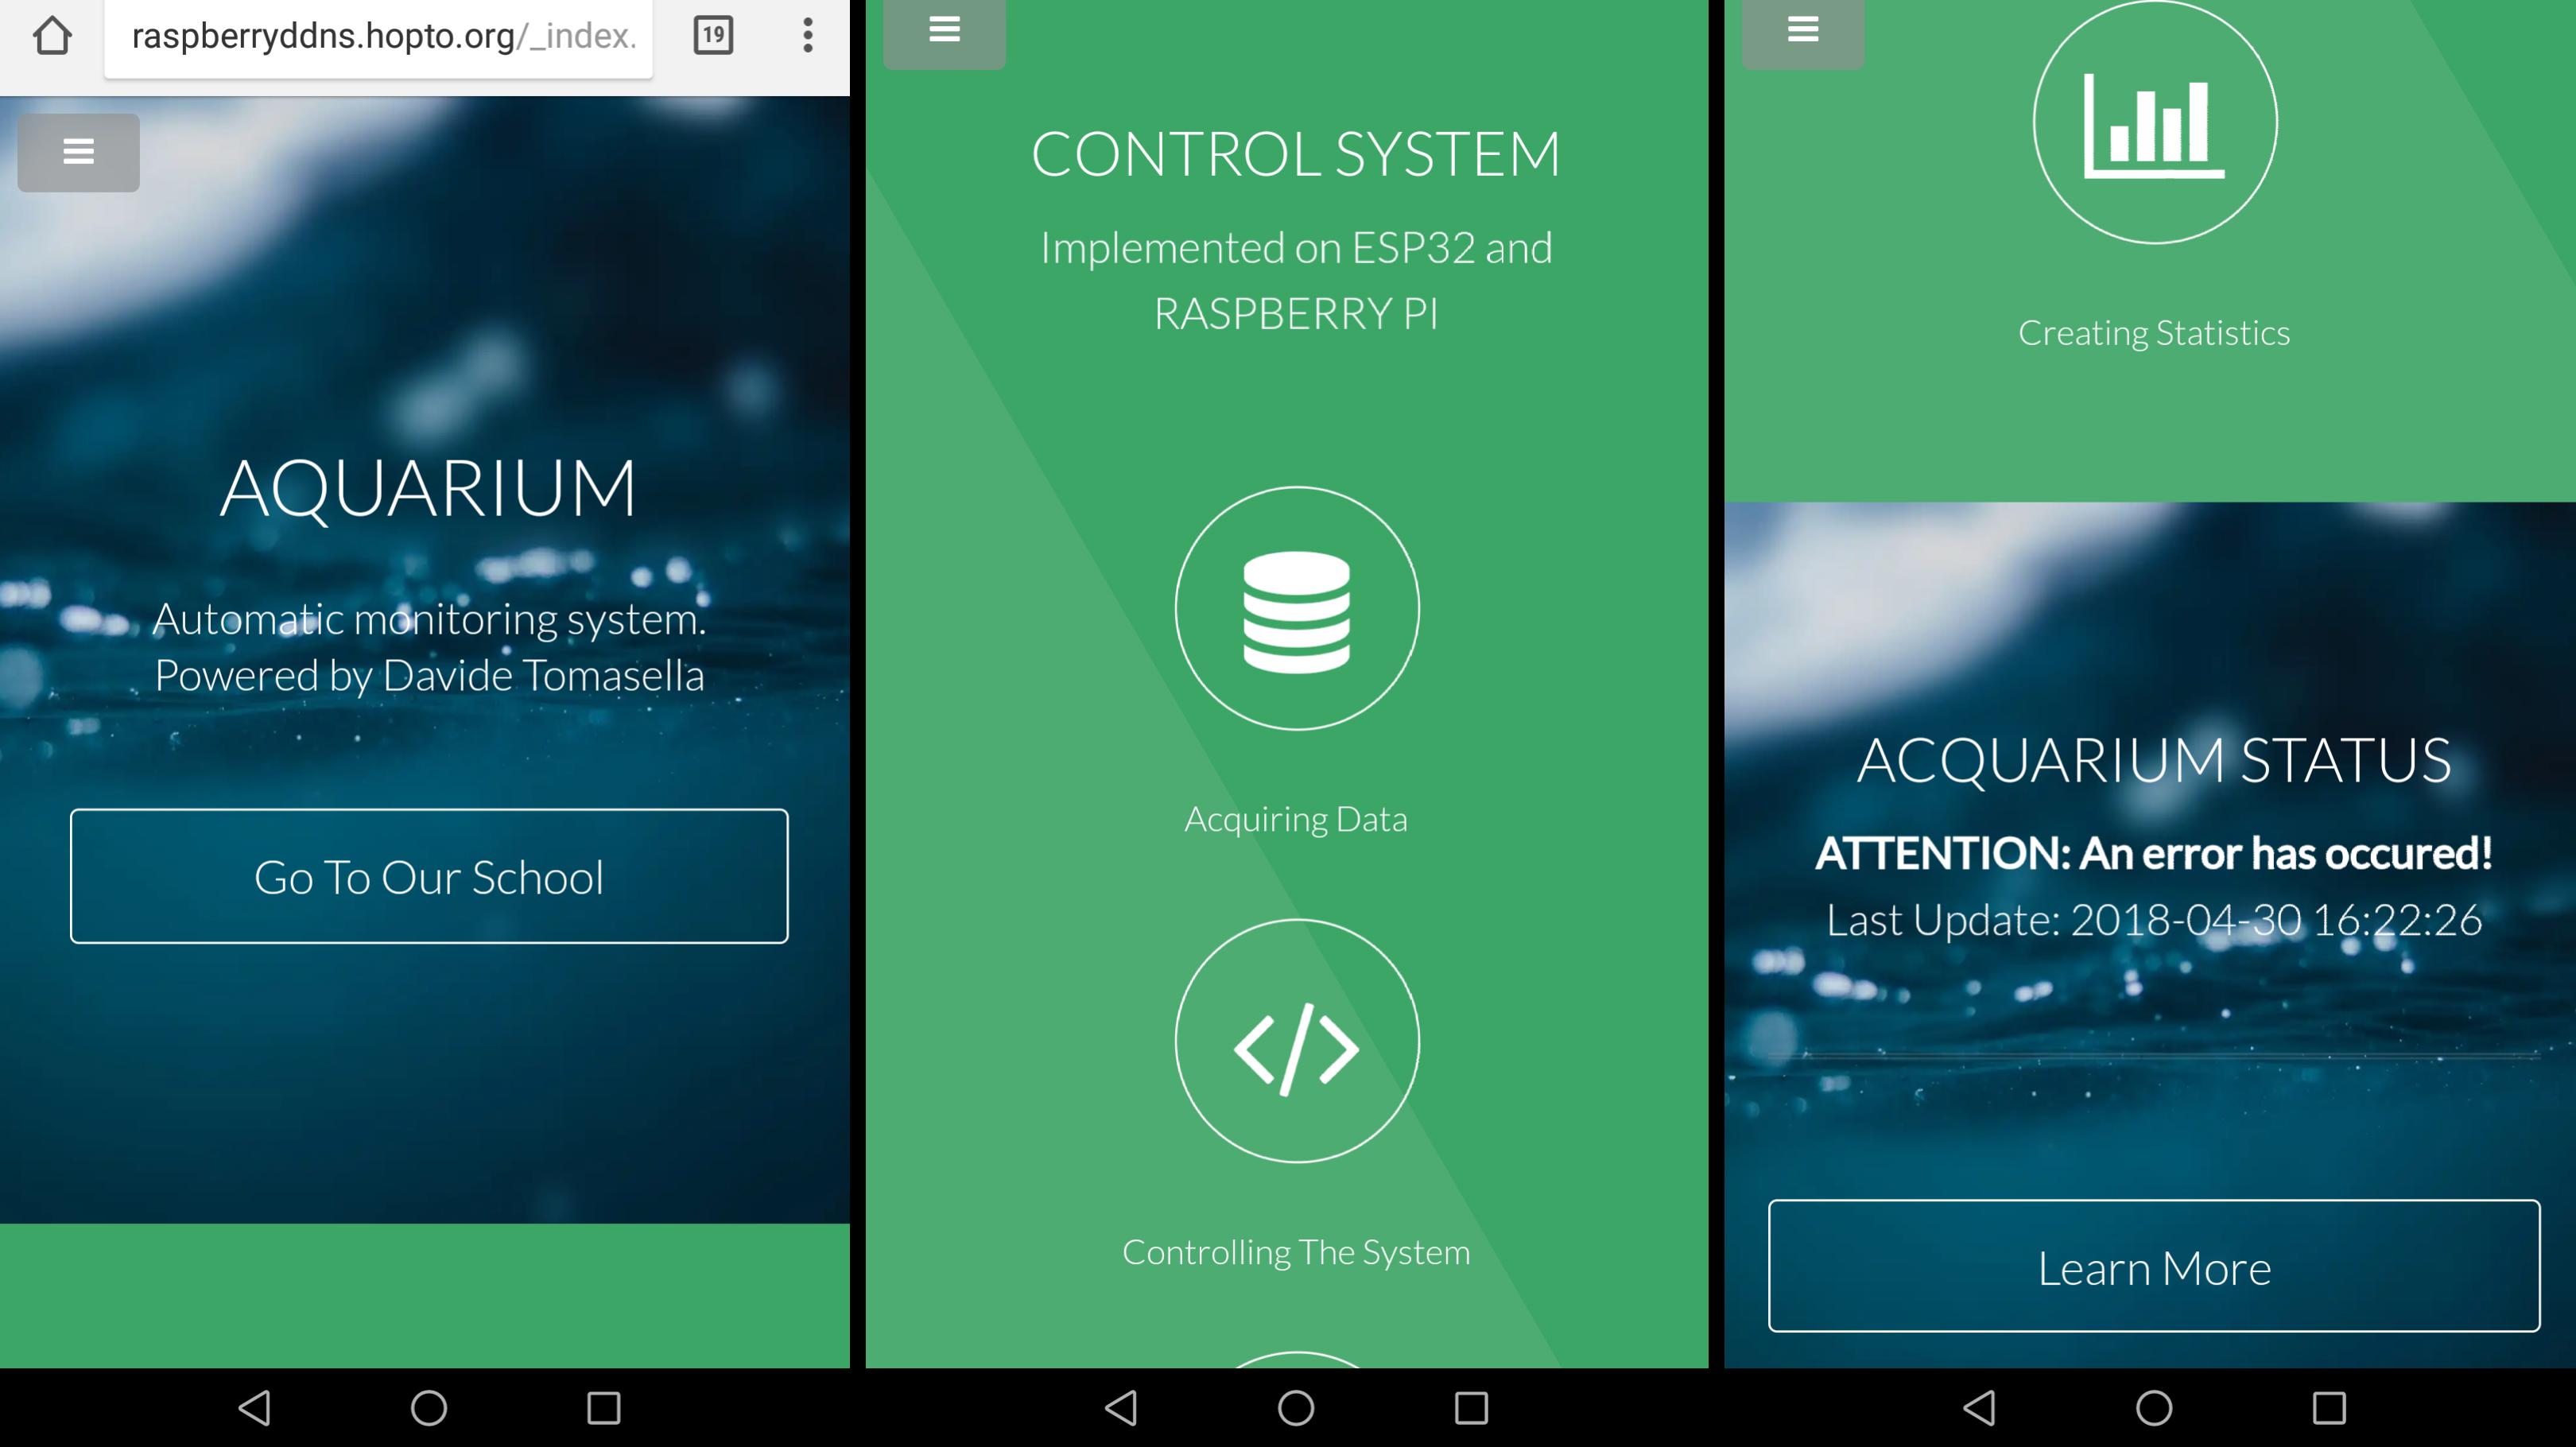 raspberryddns.hopto.org/_index.
19
AQUARIUM
Automatic monitoring system.
Powered by Davide Tomasella
Go To Our School
CONTROL SYSTEM
Implemented on ESP32 and
RASPBERRY PI
Acquiring Data
Controlling The System
Creating Statistics
ACQUARIUM STATUS
ATTENTION: An error has occured!
Last Update: 2018-04-30 16:22:26
Learn More